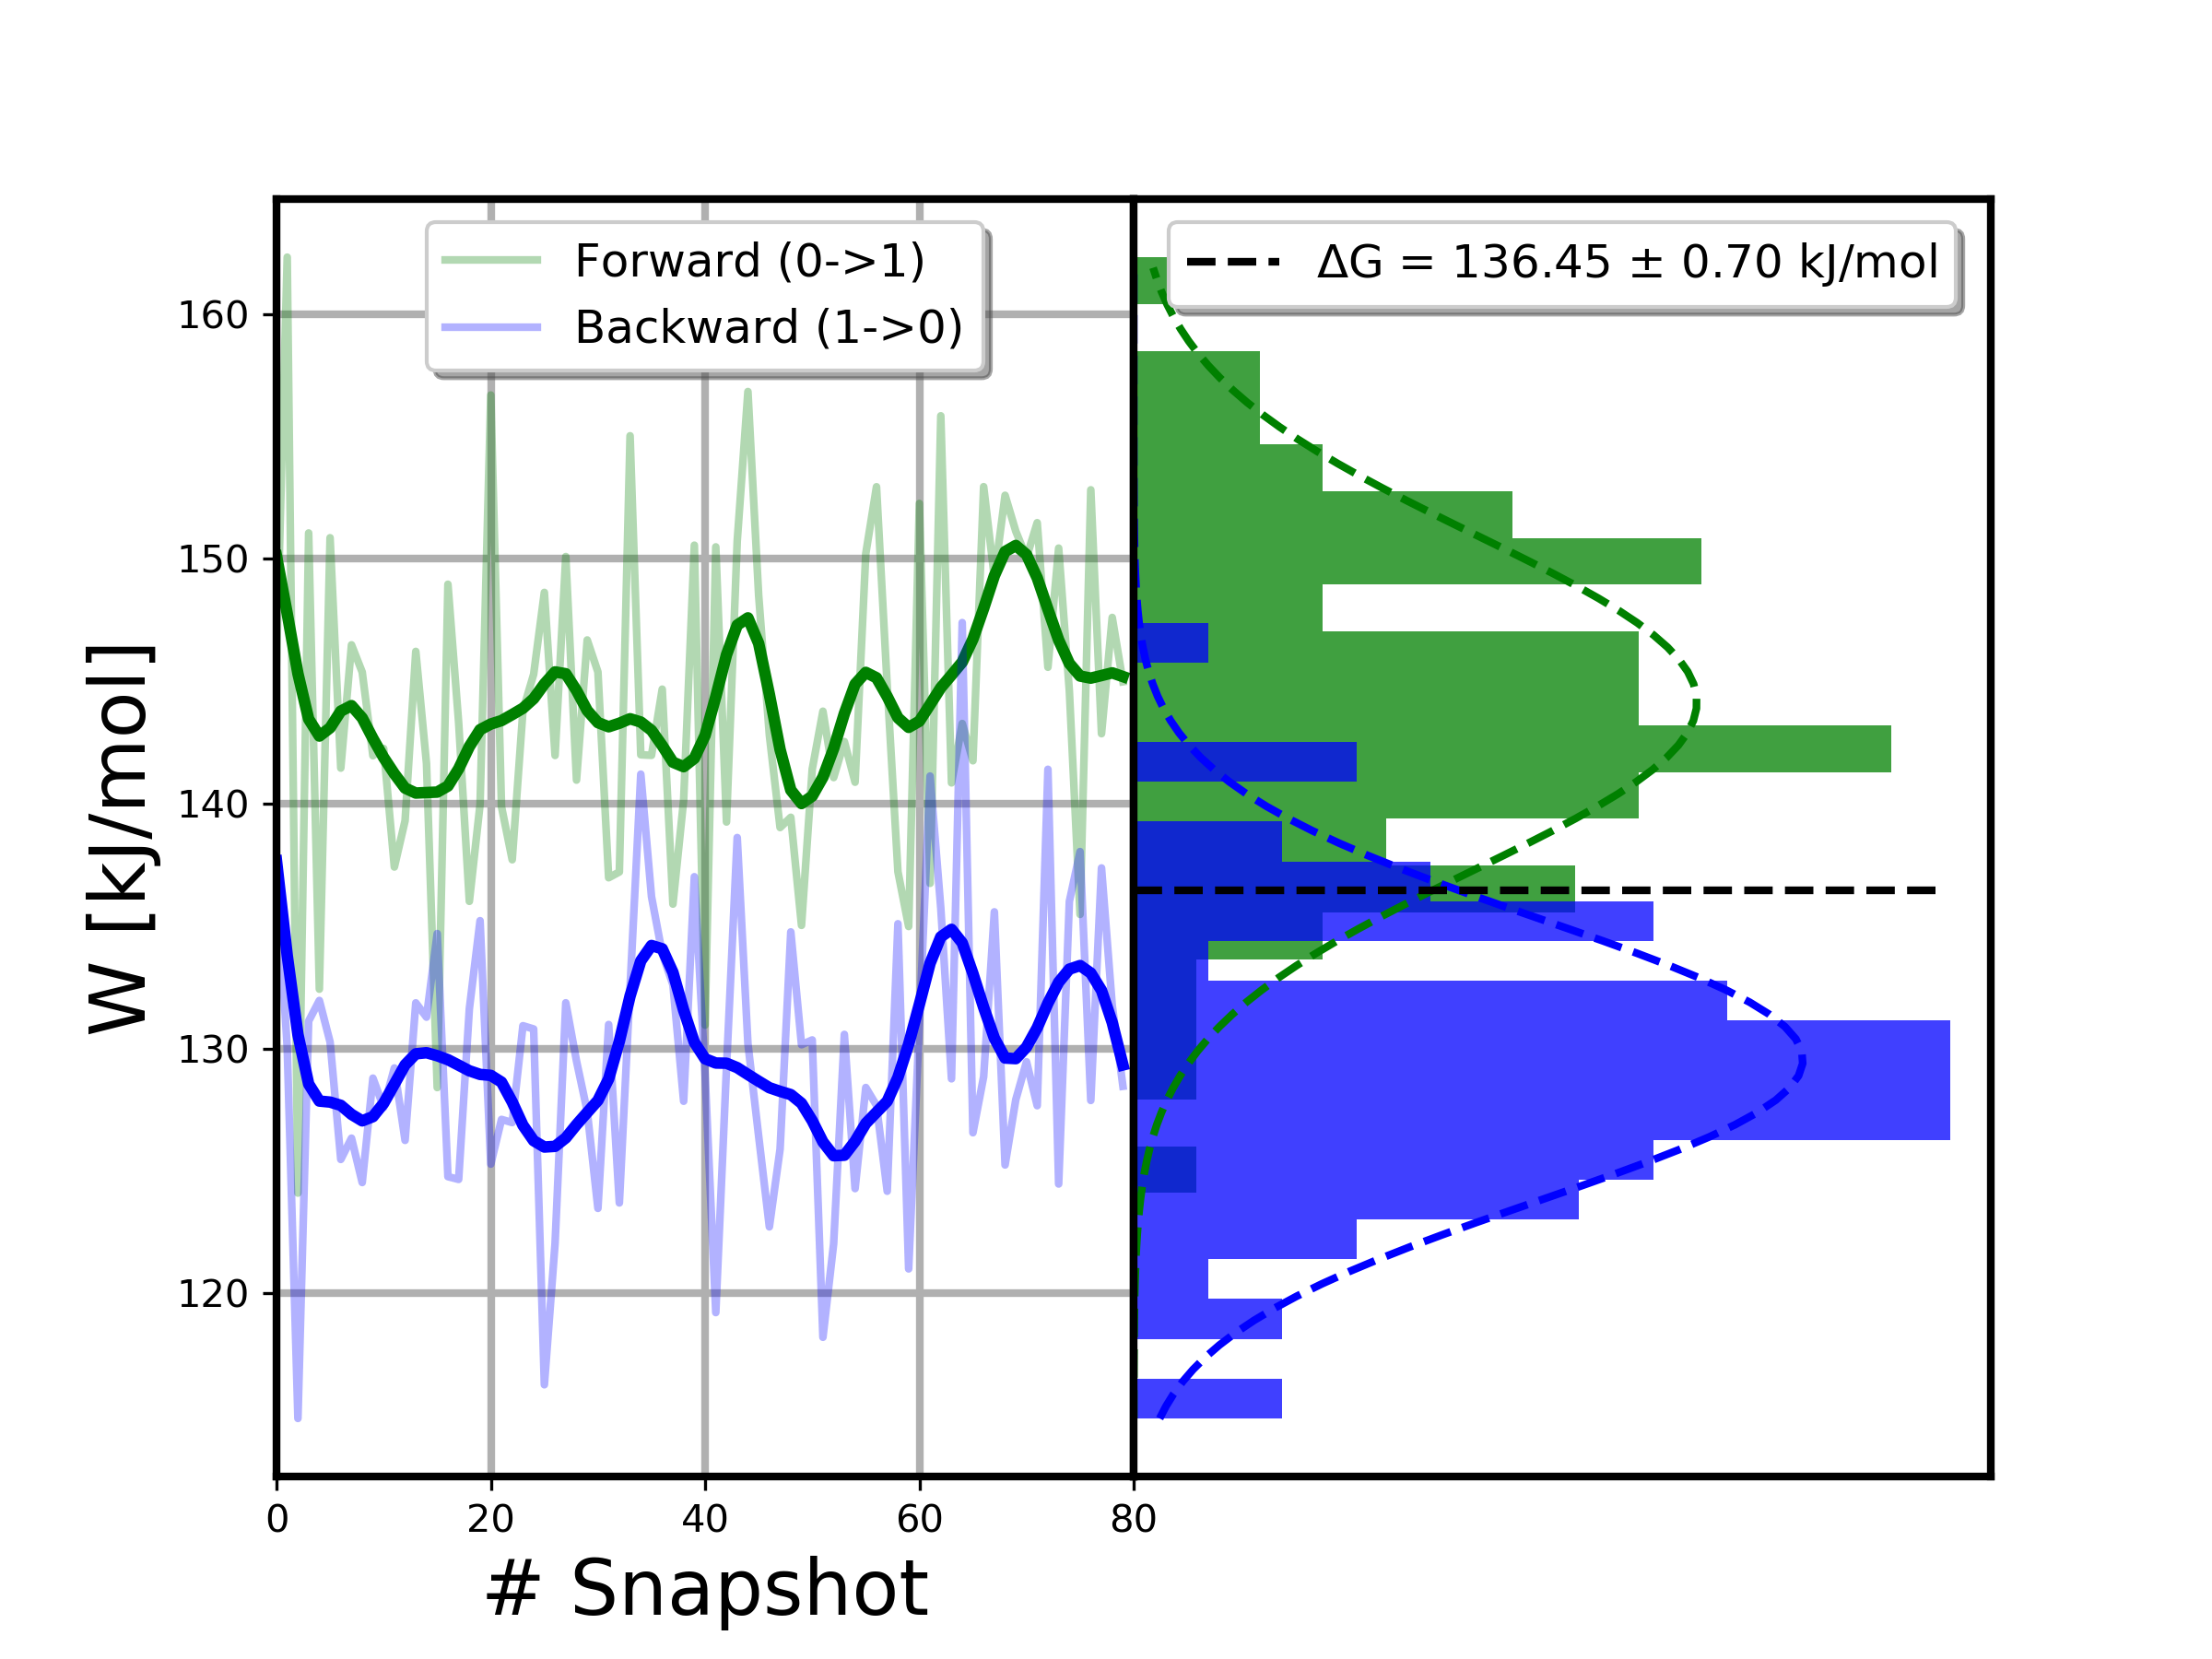 Forward (0->1)
Backward (1->0)
ΔG = 136.45 ± 0.70 kJ/mol
160
150
140
130
120
W [kJ/mol]
0 20 40 60 80
# Snapshot